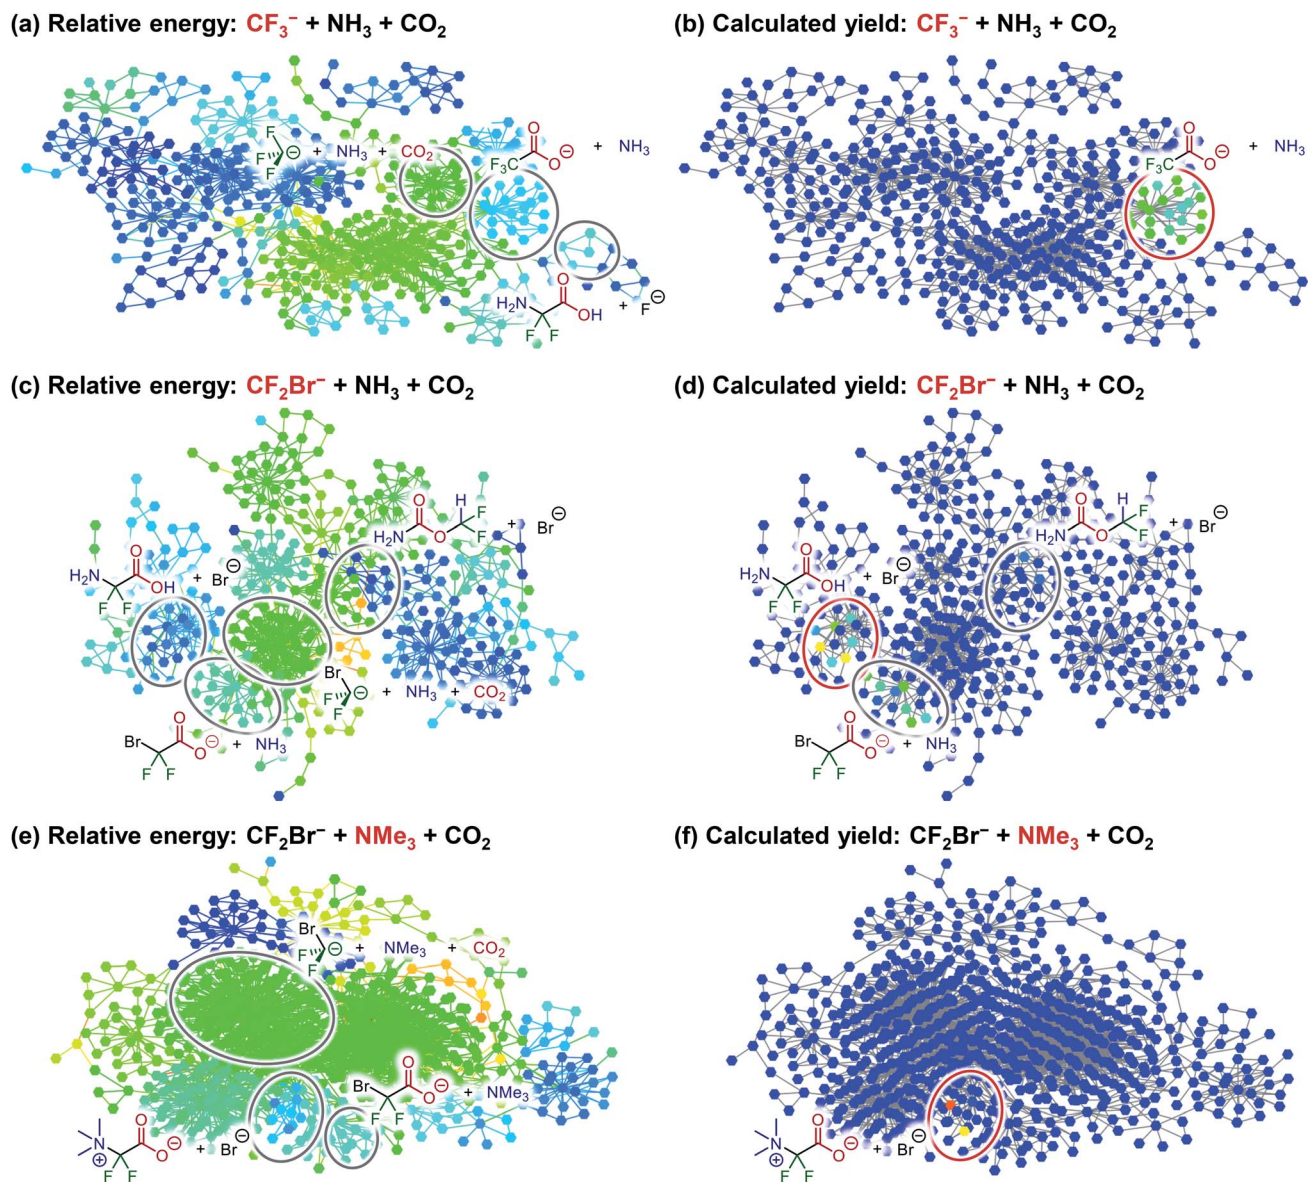 (a) Relative energy: CF₃⁻ + NH₃ + CO₂
(b) Calculated yield: CF₃⁻ + NH₃ + CO₂
F
F
F
⊖
+ NH₃ + CO₂
O
F₃C
O
⊖
+ NH₃
H₂N
O
OH
F F
+ F⊖
O
F₃C
O
⊖
+ NH₃
(c) Relative energy: CF₂Br⁻ + NH₃ + CO₂
(d) Calculated yield: CF₂Br⁻ + NH₃ + CO₂
O H
F
H₂N O F
+ Br⊖
O
H₂N
OH
F F
+ Br⊖
Br
F
F
⊖
+ NH₃ + CO₂
O
Br
O
⊖
F F
+ NH₃
O H
F
H₂N O F
+ Br⊖
O
H₂N
OH
F F
+ Br⊖
O
Br
O
⊖
F F
+ NH₃
(e) Relative energy: CF₂Br⁻ + NMe₃ + CO₂
(f) Calculated yield: CF₂Br⁻ + NMe₃ + CO₂
Br
F
F
⊖
+ NMe₃ + CO₂
O
Br
O
⊖
F F
+ NMe₃
O
N
⊕
O
⊖
F F
+ Br⊖
O
N
⊕
O
⊖
F F
+ Br⊖